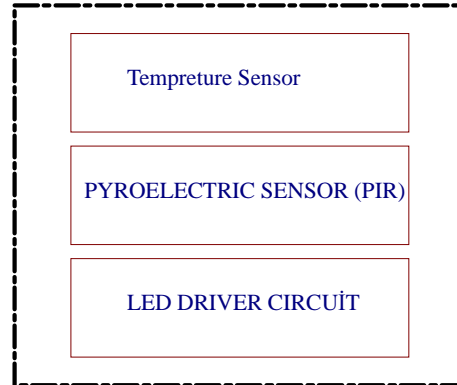 Tempreture Sensor
PYROELECTRIC SENSOR (PIR)
LED DRIVER CIRCUİT